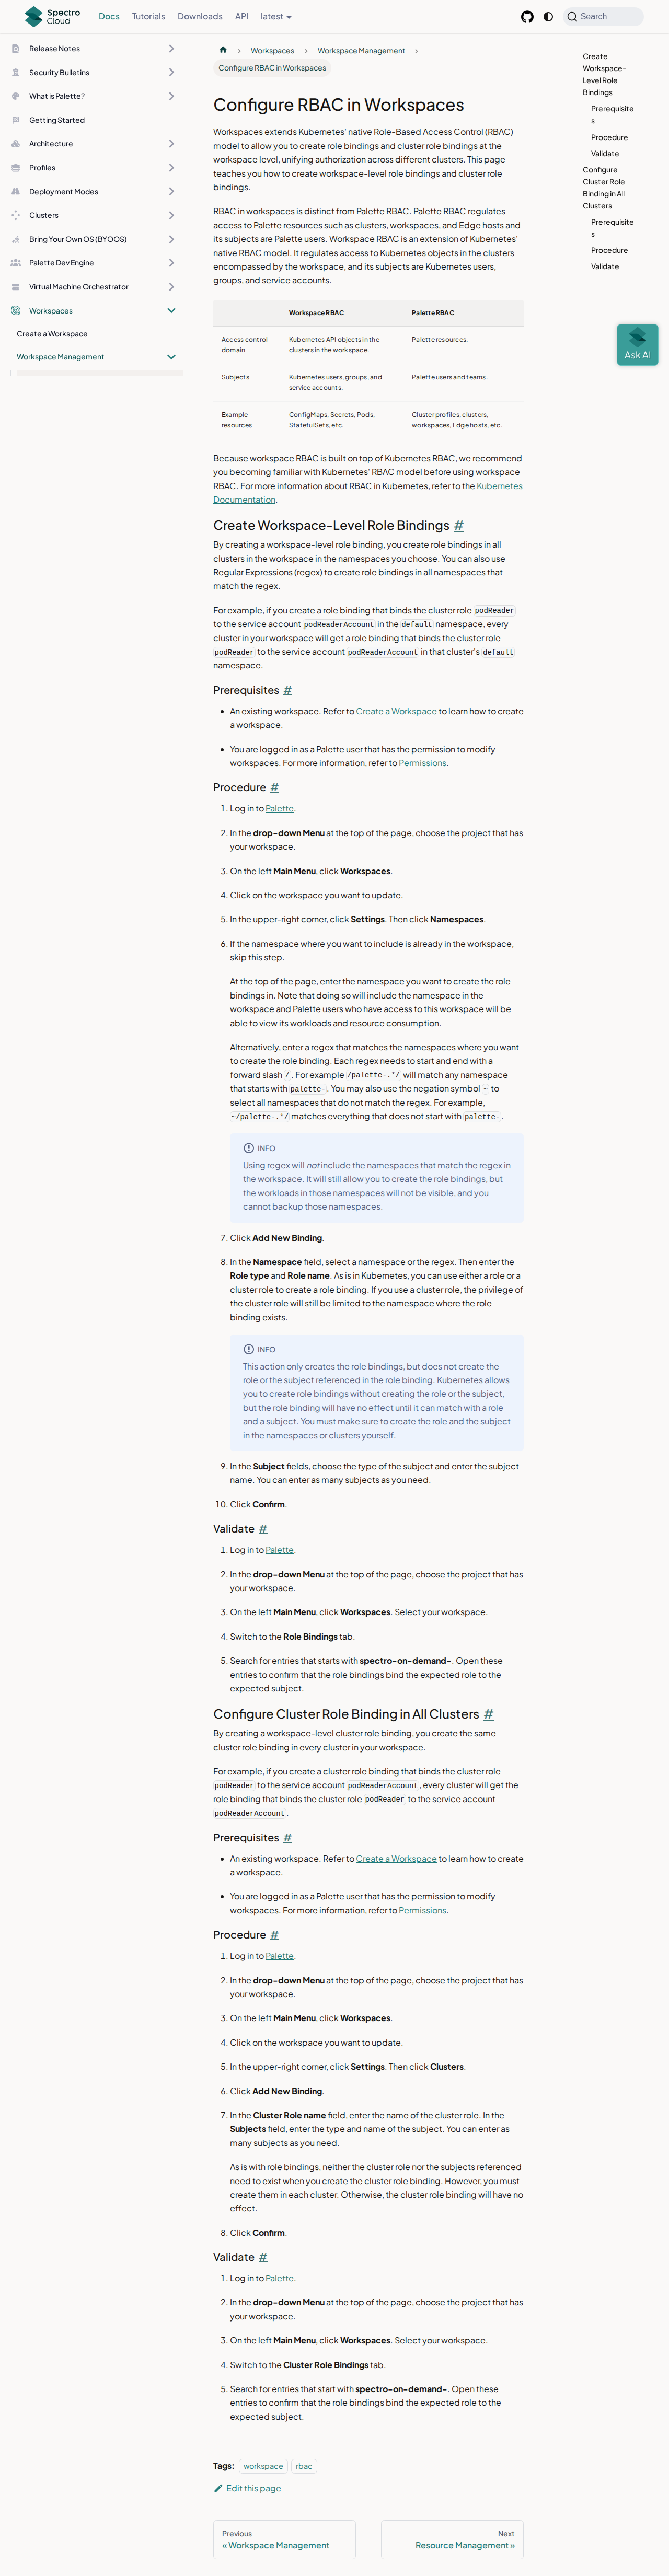 Spectro Cloud
Docs
Tutorials
Downloads
API
latest
Search
Release Notes
Security Bulletins
What is Palette?
Getting Started
Architecture
Profiles
Deployment Modes
Clusters
Bring Your Own OS (BYOOS)
Palette Dev Engine
Virtual Machine Orchestrator
Workspaces
Create a Workspace
Workspace Management
Workspaces
Workspace Management
Configure RBAC in Workspaces
Configure RBAC in Workspaces
Workspaces extends Kubernetes' native Role-Based Access Control (RBAC)
model to allow you to create role bindings and cluster role bindings at the
workspace level, unifying authorization across different clusters. This page
teaches you how to create workspace-level role bindings and cluster role
bindings.
RBAC in workspaces is distinct from Palette RBAC. Palette RBAC regulates
access to Palette resources such as clusters, workspaces, and Edge hosts and
its subjects are Palette users. Workspace RBAC is an extension of Kubernetes'
native RBAC model. It regulates access to Kubernetes objects in the clusters
encompassed by the workspace, and its subjects are Kubernetes users,
groups, and service accounts.
Workspace RBAC
Palette RBAC
Access control domain
Kubernetes API objects in the clusters in the workspace.
Palette resources.
Subjects
Kubernetes users, groups, and service accounts.
Palette users and teams.
Example resources
ConfigMaps, Secrets, Pods, StatefulSets, etc.
Cluster profiles, clusters, workspaces, Edge hosts, etc.
Because workspace RBAC is built on top of Kubernetes RBAC, we recommend
you becoming familiar with Kubernetes' RBAC model before using workspace
RBAC. For more information about RBAC in Kubernetes, refer to the Kubernetes
Documentation.
Create Workspace-Level Role Bindings #
By creating a workspace-level role binding, you create role bindings in all
clusters in the workspace in the namespaces you choose. You can also use
Regular Expressions (regex) to create role bindings in all namespaces that
match the regex.
For example, if you create a role binding that binds the cluster role podReader
to the service account podReaderAccount in the default namespace, every
cluster in your workspace will get a role binding that binds the cluster role
podReader to the service account podReaderAccount in that cluster's default
namespace.
Prerequisites #
An existing workspace. Refer to Create a Workspace to learn how to create
a workspace.
You are logged in as a Palette user that has the permission to modify
workspaces. For more information, refer to Permissions.
Procedure #
1. Log in to Palette.
2. In the drop-down Menu at the top of the page, choose the project that has
your workspace.
3. On the left Main Menu, click Workspaces.
4. Click on the workspace you want to update.
5. In the upper-right corner, click Settings. Then click Namespaces.
6. If the namespace where you want to include is already in the workspace,
skip this step.
At the top of the page, enter the namespace you want to create the role
bindings in. Note that doing so will include the namespace in the
workspace and Palette users who have access to this workspace will be
able to view its workloads and resource consumption.
Alternatively, enter a regex that matches the namespaces where you want
to create the role binding. Each regex needs to start and end with a
forward slash /. For example /palette-.*/ will match any namespace
that starts with palette-. You may also use the negation symbol ~ to
select all namespaces that do not match the regex. For example,
~/palette-.*/ matches everything that does not start with palette-.
INFO
Using regex will not include the namespaces that match the regex in
the workspace. It will still allow you to create the role bindings, but
the workloads in those namespaces will not be visible, and you
cannot backup those namespaces.
7. Click Add New Binding.
8. In the Namespace field, select a namespace or the regex. Then enter the
Role type and Role name. As is in Kubernetes, you can use either a role or a
cluster role to create a role binding. If you use a cluster role, the privilege of
the cluster role will still be limited to the namespace where the role
binding exists.
INFO
This action only creates the role bindings, but does not create the
role or the subject referenced in the role binding. Kubernetes allows
you to create role bindings without creating the role or the subject,
but the role binding will have no effect until it can match with a role
and a subject. You must make sure to create the role and the subject
in the namespaces or clusters yourself.
9. In the Subject fields, choose the type of the subject and enter the subject
name. You can enter as many subjects as you need.
10. Click Confirm.
Validate #
1. Log in to Palette.
2. In the drop-down Menu at the top of the page, choose the project that has
your workspace.
3. On the left Main Menu, click Workspaces. Select your workspace.
4. Switch to the Role Bindings tab.
5. Search for entries that starts with spectro-on-demand-. Open these
entries to confirm that the role bindings bind the expected role to the
expected subject.
Configure Cluster Role Binding in All Clusters #
By creating a workspace-level cluster role binding, you create the same
cluster role binding in every cluster in your workspace.
For example, if you create a cluster role binding that binds the cluster role
podReader to the service account podReaderAccount, every cluster will get the
role binding that binds the cluster role podReader to the service account
podReaderAccount.
Prerequisites #
An existing workspace. Refer to Create a Workspace to learn how to create
a workspace.
You are logged in as a Palette user that has the permission to modify
workspaces. For more information, refer to Permissions.
Procedure #
1. Log in to Palette.
2. In the drop-down Menu at the top of the page, choose the project that has
your workspace.
3. On the left Main Menu, click Workspaces.
4. Click on the workspace you want to update.
5. In the upper-right corner, click Settings. Then click Clusters.
6. Click Add New Binding.
7. In the Cluster Role name field, enter the name of the cluster role. In the
Subjects field, enter the type and name of the subject. You can enter as
many subjects as you need.
As is with role bindings, neither the cluster role nor the subjects referenced
need to exist when you create the cluster role binding. However, you must
create them in each cluster. Otherwise, the cluster role binding will have no
effect.
8. Click Confirm.
Validate #
1. Log in to Palette.
2. In the drop-down Menu at the top of the page, choose the project that has
your workspace.
3. On the left Main Menu, click Workspaces. Select your workspace.
4. Switch to the Cluster Role Bindings tab.
5. Search for entries that start with spectro-on-demand-. Open these
entries to confirm that the role bindings bind the expected role to the
expected subject.
Tags: workspace rbac
Edit this page
Previous
« Workspace Management
Next
Resource Management »
Create
Workspace-
Level Role
Bindings
Prerequisite
s
Procedure
Validate
Configure
Cluster Role
Binding in All
Clusters
Prerequisite
s
Procedure
Validate
Ask AI